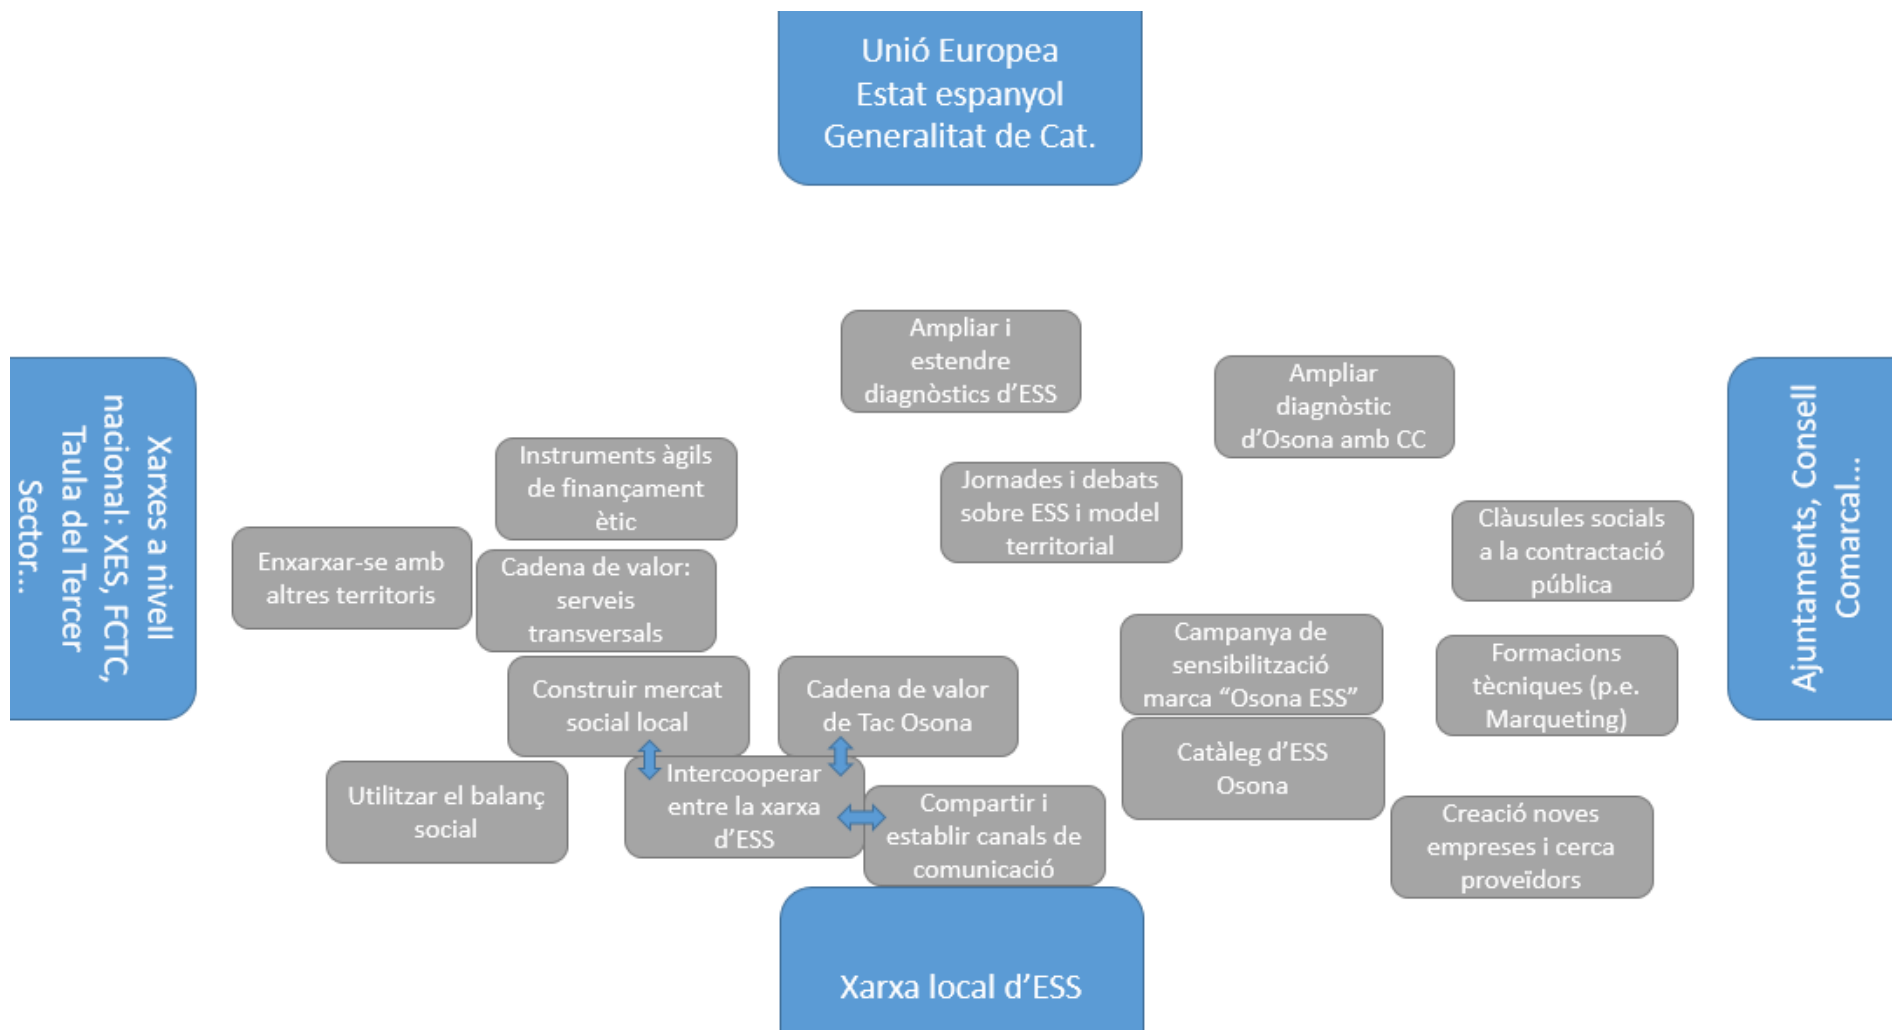 Unió Europea
Estat espanyol
Generalitat de Cat.
Ampliar i
estendre
diagnòstics d’ESS
Ampliar
diagnòstic
d’Osona amb CC
Xarxes a nivell
nacional: XES, FCTC,
Taula del Tercer
Sector...
Ajuntaments, Consell
Comarcal...
Instruments àgils
de finançament
ètic
Jornades i debats
sobre ESS i model
territorial
Clàusules socials
a la contractació
pública
Enxarxar-se amb
altres territoris
Cadena de valor:
serveis
transversals
Campanya de
sensibilització
marca “Osona ESS”
Formacions
tècniques (p.e.
Marqueting)
Construir mercat
social local
Cadena de valor
de Tac Osona
Catàleg d’ESS
Osona
Utilitzar el balanç
social
Intercooperar
entre la xarxa
d’ESS
Compartir i
establir canals de
comunicació
Creació noves
empreses i cerca
proveïdors
Xarxa local d’ESS